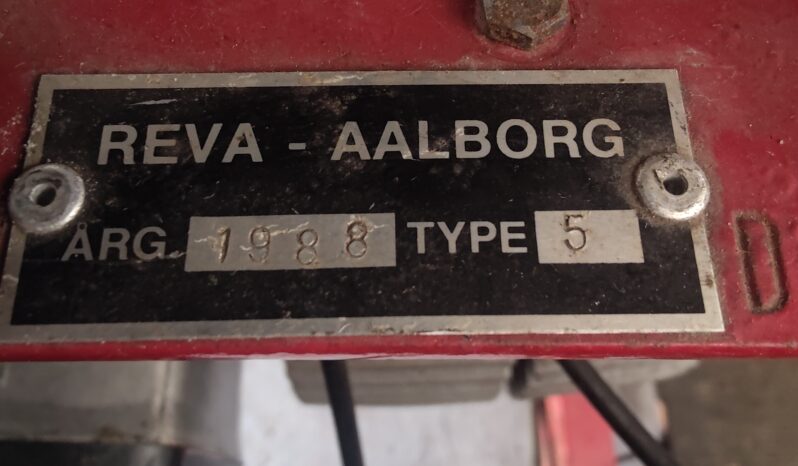 REVA - AALBORG
ÅRG. 1988 TYPE 5
D